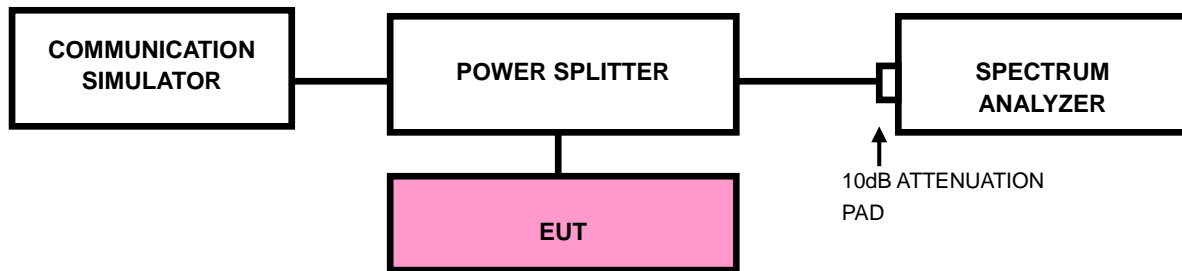 COMMUNICATION
SIMULATOR
POWER SPLITTER
SPECTRUM
ANALYZER
10dB ATTENUATION
PAD
EUT